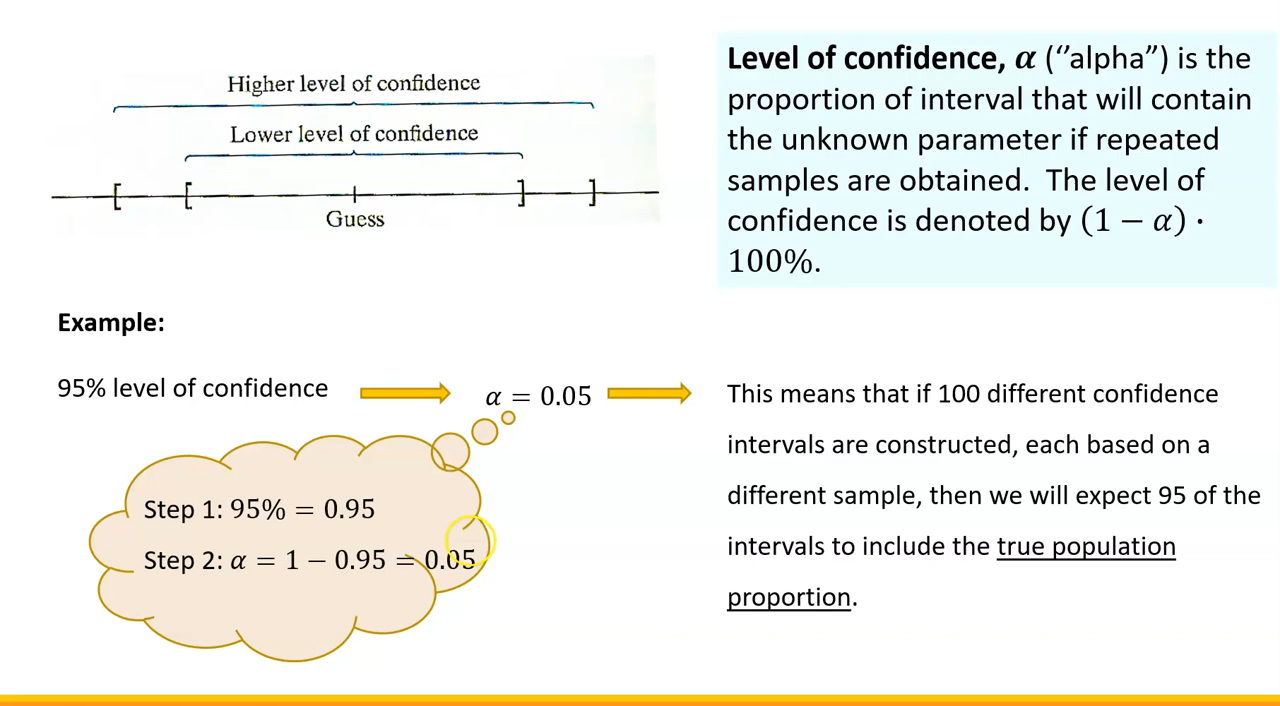 Higher level of confidence
Lower level of confidence
Guess
Level of confidence, α (‘’alpha”) is the
proportion of interval that will contain
the unknown parameter if repeated
samples are obtained. The level of
confidence is denoted by (1 − α) ·
100%.
Example:
95% level of confidence
α = 0.05
Step 1: 95% = 0.95
Step 2: α = 1 − 0.95 = 0.05
This means that if 100 different confidence
intervals are constructed, each based on a
different sample, then we will expect 95 of the
intervals to include the true population
proportion.